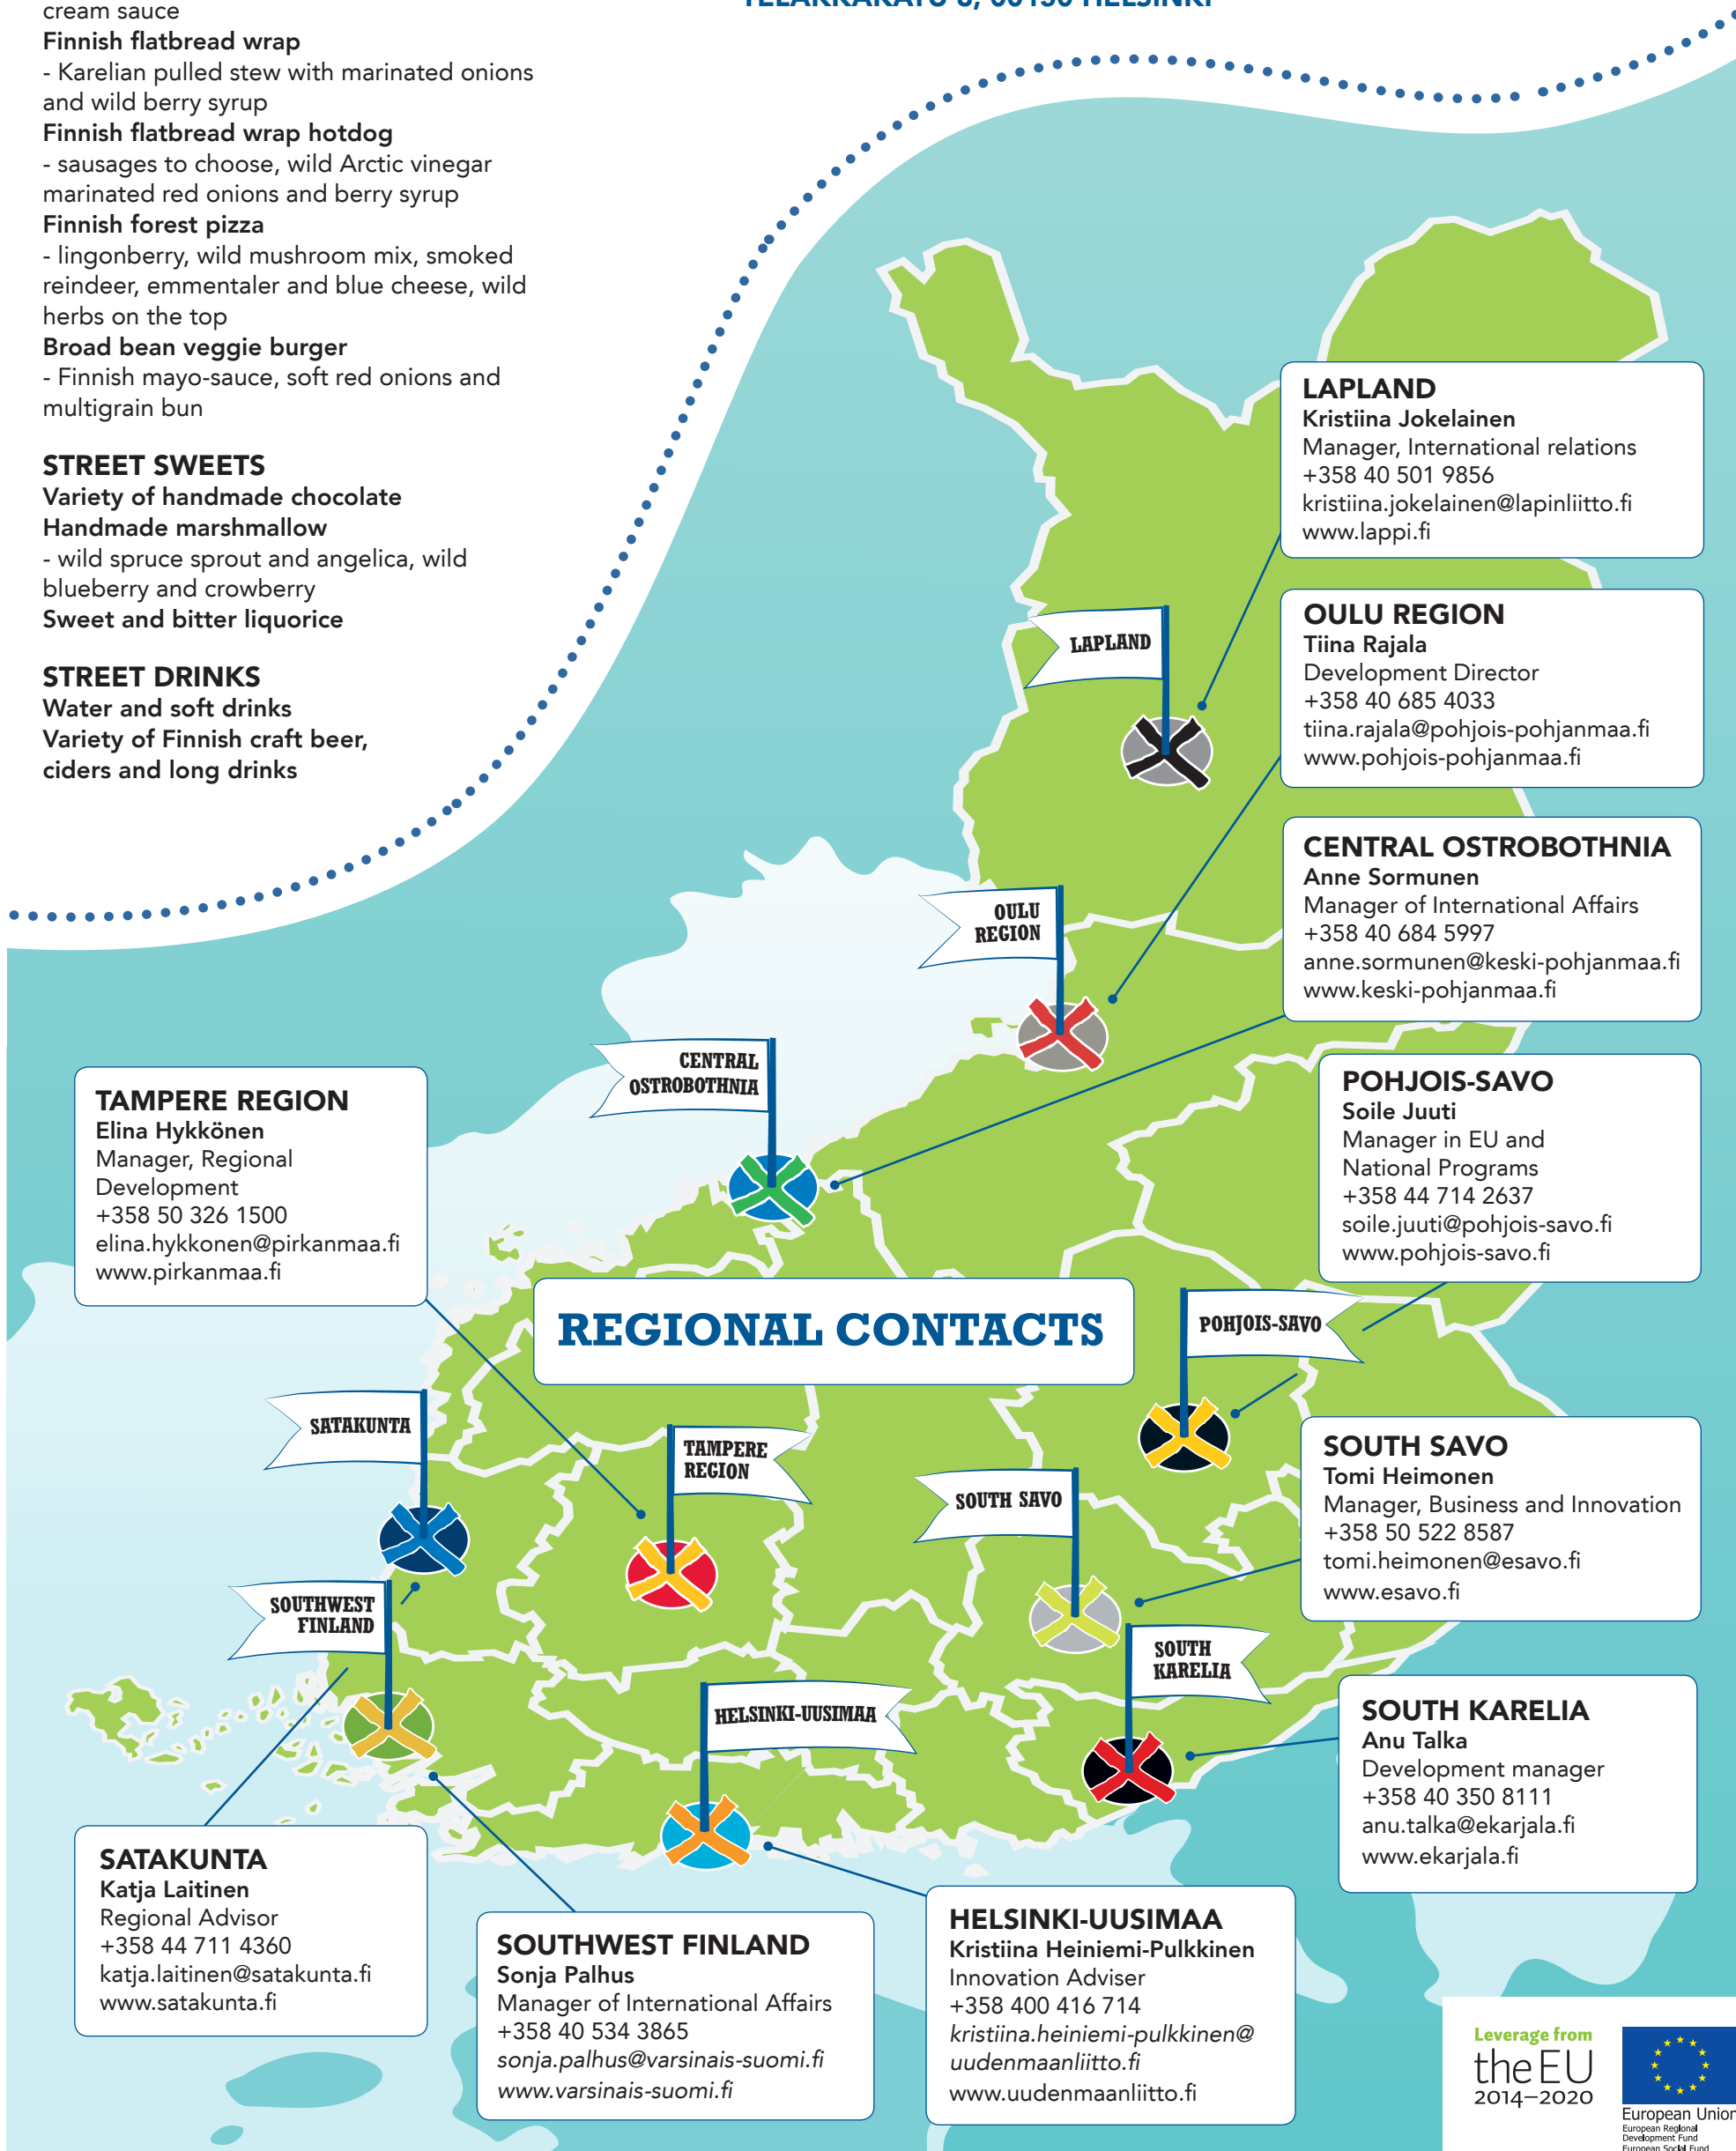 cream sauce
TELAKKAKATU 8, 00150 HELSINKI
Finnish flatbread wrap
- Karelian pulled stew with marinated onions
and wild berry syrup
Finnish flatbread wrap hotdog
- sausages to choose, wild Arctic vinegar
marinated red onions and berry syrup
Finnish forest pizza
- lingonberry, wild mushroom mix, smoked
reindeer, emmentaler and blue cheese, wild
herbs on the top
Broad bean veggie burger
- Finnish mayo-sauce, soft red onions and
multigrain bun
STREET SWEETS
Variety of handmade chocolate
Handmade marshmallow
- wild spruce sprout and angelica, wild
blueberry and crowberry
Sweet and bitter liquorice
STREET DRINKS
Water and soft drinks
Variety of Finnish craft beer,
ciders and long drinks
LAPLAND
Kristiina Jokelainen
Manager, International relations
+358 40 501 9856
kristiina.jokelainen@lapinliitto.fi
www.lappi.fi
LAPLAND
OULU REGION
Tiina Rajala
Development Director
+358 40 685 4033
tiina.rajala@pohjois-pohjanmaa.fi
www.pohjois-pohjanmaa.fi
OULU
REGION
CENTRAL OSTROBOTHNIA
Anne Sormunen
Manager of International Affairs
+358 40 684 5997
anne.sormunen@keski-pohjanmaa.fi
www.keski-pohjanmaa.fi
CENTRAL
OSTROBOTHNIA
TAMPERE REGION
Elina Hykkönen
Manager, Regional
Development
+358 50 326 1500
elina.hykkonen@pirkanmaa.fi
www.pirkanmaa.fi
POHJOIS-SAVO
Soile Juuti
Manager in EU and
National Programs
+358 44 714 2637
soile.juuti@pohjois-savo.fi
www.pohjois-savo.fi
REGIONAL CONTACTS
POHJOIS-SAVO
SATAKUNTA
TAMPERE
REGION
SOUTH SAVO
SOUTH SAVO
Tomi Heimonen
Manager, Business and Innovation
+358 50 522 8587
tomi.heimonen@esavo.fi
www.esavo.fi
SOUTHWEST
FINLAND
SOUTH
KARELIA
HELSINKI-UUSIMAA
SOUTH KARELIA
Anu Talka
Development manager
+358 40 350 8111
anu.talka@ekarjala.fi
www.ekarjala.fi
SATAKUNTA
Katja Laitinen
Regional Advisor
+358 44 711 4360
katja.laitinen@satakunta.fi
www.satakunta.fi
SOUTHWEST FINLAND
Sonja Palhus
Manager of International Affairs
+358 40 534 3865
sonja.palhus@varsinais-suomi.fi
www.varsinais-suomi.fi
HELSINKI-UUSIMAA
Kristiina Heiniemi-Pulkkinen
Innovation Adviser
+358 400 416 714
kristiina.heiniemi-pulkkinen@
uudenmaanliitto.fi
www.uudenmaanliitto.fi
Leverage from
the EU
2014–2020
European Union
European Regional
Development Fund
European Social Fund